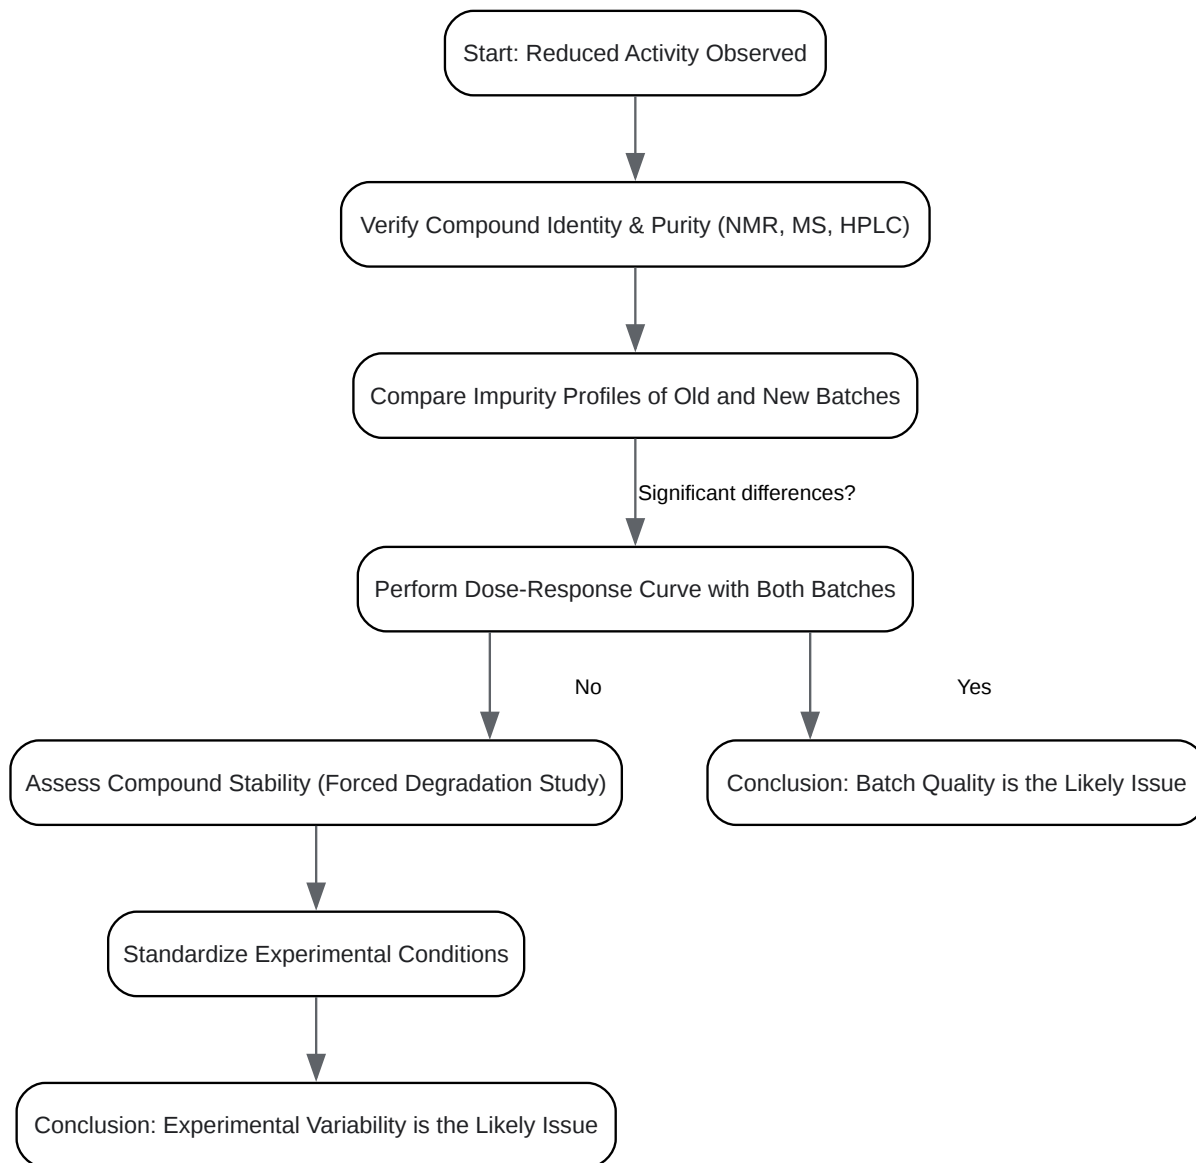 Start: Reduced Activity Observed
Verify Compound Identity & Purity (NMR, MS, HPLC)
Compare Impurity Profiles of Old and New Batches
Significant differences?
Perform Dose-Response Curve with Both Batches
No
Yes
Assess Compound Stability (Forced Degradation Study)
Conclusion: Batch Quality is the Likely Issue
Standardize Experimental Conditions
Conclusion: Experimental Variability is the Likely Issue